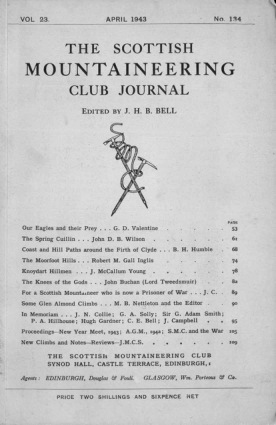 VOL 23. APRIL 1943 No. 134
THE SCOTTISH
MOUNTAINEERING
CLUB JOURNAL
EDITED BY J. H. B. BELL
PAGE
Our Eagles and their Prey . . . G. D. Valentine . . . 53
The Spring Cuillin . . . John D. B. Wilson . . . . 61
Coast and Hill Paths around the Firth of Clyde . . . B. H. Humble . 68
The Moorfoot Hills . . . Robert M. Gall Inglis . . . 74
Knoydart Hillmen . . . J. McCallum Young . . . . 78
The Knees of the Gods . . . John Buchan (Lord Tweedsmuir) . 82
For a Scottish Mountaineer who is now a Prisoner of War . . . J. C. . 89
Some Glen Almond Climbs . . . M. B. Nettleton and the Editor . 90
In Memoriam . . . J. N. Collie; G. A. Solly; Sir G. Adam Smith;
P. A. Hillhouse; Hugh Gardner; C. E. Bell; J. Campbell . . 95
Proceedings—New Year Meet, 1943; A.G.M., 1942; S.M.C. and the War 105
New Climbs and Notes—Reviews—J.M.C.S. . . . . 109
THE SCOTTISH MOUNTAINEERING CLUB
SYNOD HALL, CASTLE TERRACE, EDINBURGH, 1
Agents: EDINBURGH, Douglas & Foulis. GLASGOW, Wm. Porteous & Co.
PRICE TWO SHILLINGS AND SIXPENCE NET